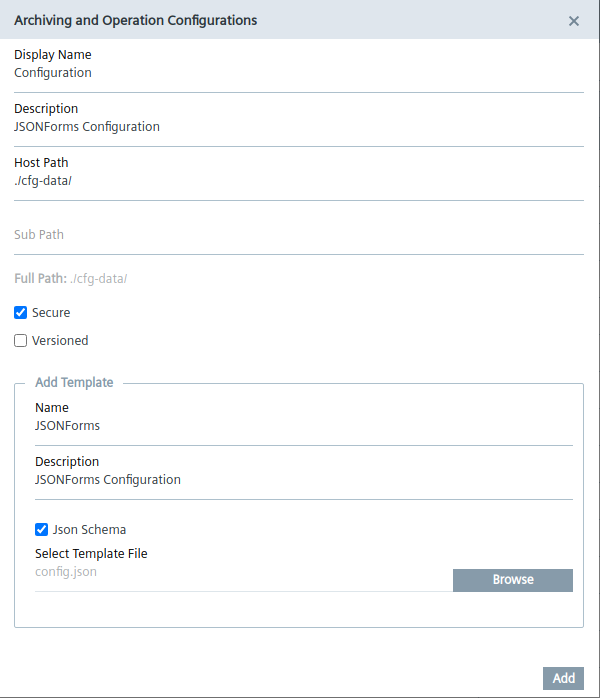 Archiving and Operation Configurations
Display Name
Configuration
Description
JSONForms Configuration
Host Path
./cfg-data/
Sub Path
Full Path: ./cfg-data/
Secure
Versioned
Add Template
Name
JSONForms
Description
JSONForms Configuration
Json Schema
Select Template File
config.json
Browse
Add